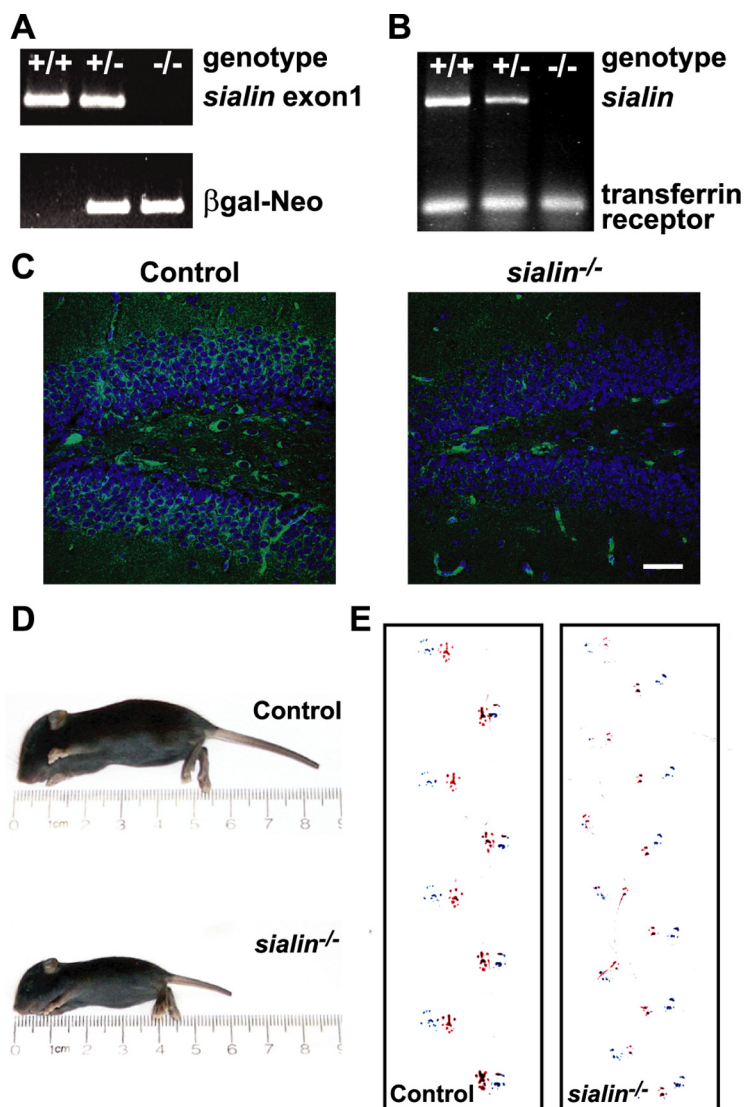 A
+/+ +/- -/- genotype
sialin exon1
βgal-Neo
B
+/+ +/- -/- genotype
sialin
transferrin
receptor
C
Control
sialin-/-
D
Control
0 1cm 2 3 4 5 6 7 8 9
sialin-/-
0 1cm 2 3 4 5 6 7 8 9
E
Control
sialin-/-